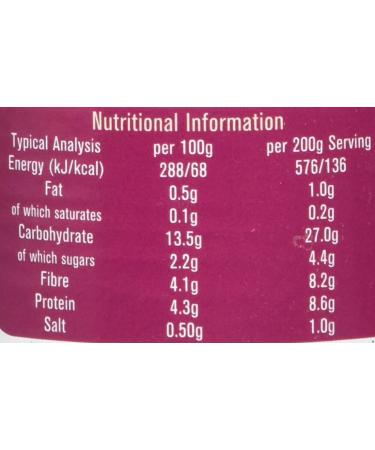 Nutritional Information
Typical Analysis per 100g per 200g Serving
Energy (kJ/kcal) 288/68 576/136
Fat 0.5g 1.0g
of which saturates 0.1g 0.2g
Carbohydrate 13.5g 27.0g
of which sugars 2.2g 4.4g
Fibre 4.1g 8.2g
Protein 4.3g 8.6g
Salt 0.50g 1.0g